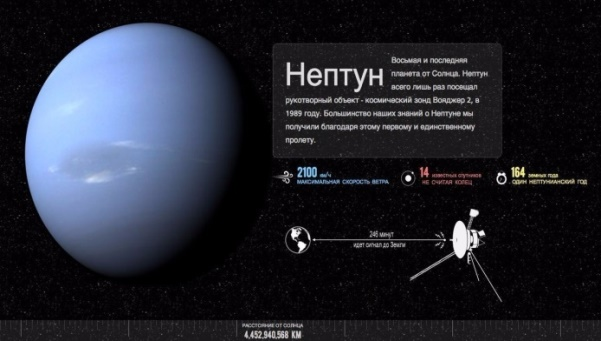 Нептун
Восьмая и последняя
планета от Солнца. Нептун
всего лишь раз посещал
рукотворный объект - космический зонд Вояджер 2, в
1989 году. Большинство наших знаний о Нептуне мы
получили благодаря этому первому и единственному
пролету.
2100 км/ч
МАКСИМАЛЬНАЯ СКОРОСТЬ ВЕТРА
14 известных спутников
НЕ СЧИТАЯ КОЛЕЦ
164 земных года
ОДИН НЕПТУНИАНСКИЙ ГОД
246 минут
идет сигнал до Земли
РАССТОЯНИЕ ОТ СОЛНЦА
4,452,940,568 КМ